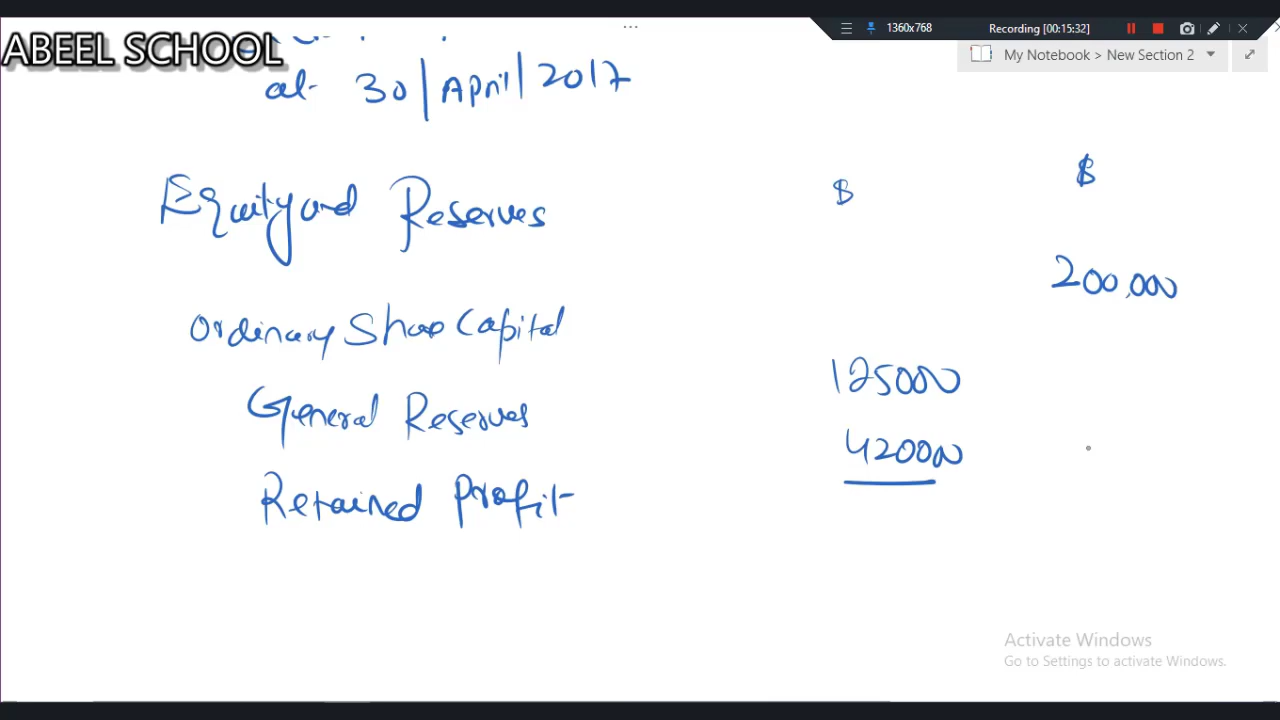 1360x768 Recording [00:15:32]
ABEEL SCHOOL
My Notebook > New Section 2
at 30/April/2017
$ $
Equity and Reserves
200,000
Ordinary Share Capital
125000
General Reserves
42000
Retained Profit
Activate Windows
Go to Settings to activate Windows.